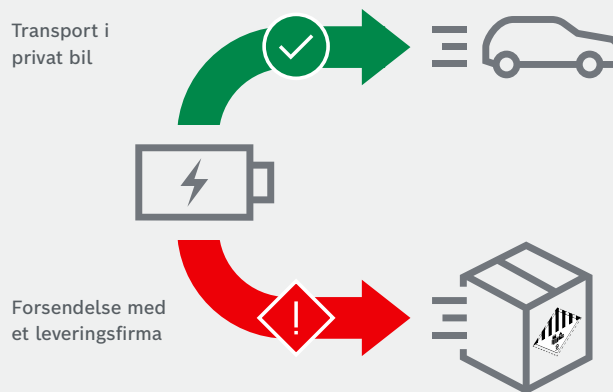 Transport i
privat bil
Forsendelse med
et leveringsfirma